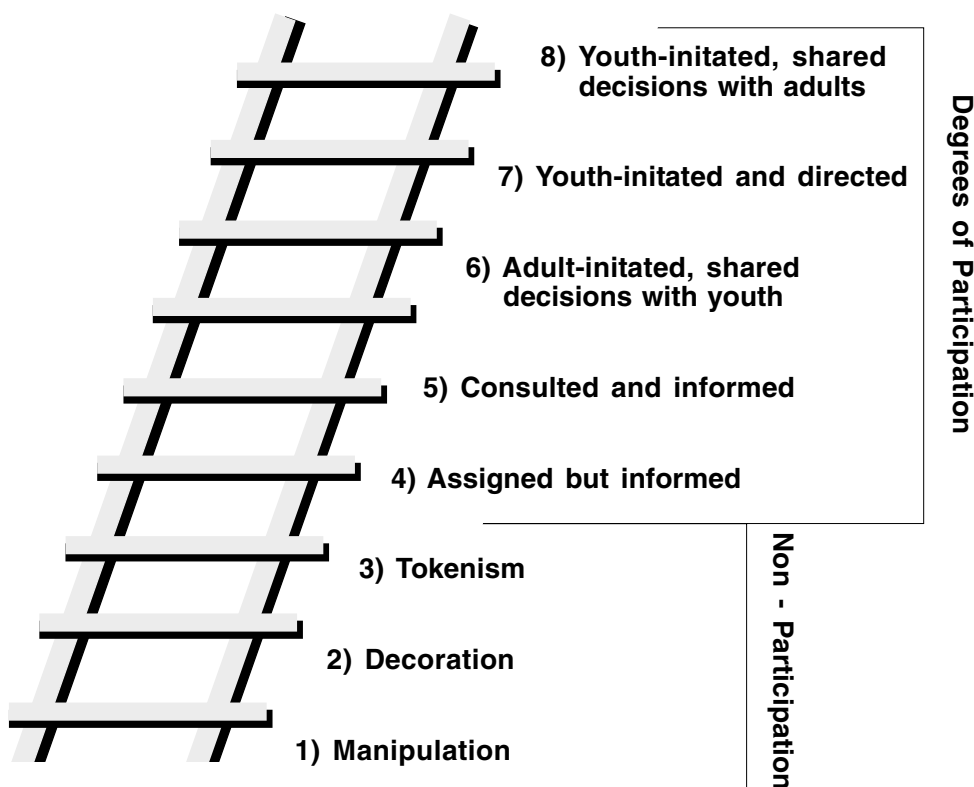 8) Youth-initated, shared
decisions with adults
7) Youth-initated and directed
6) Adult-initated, shared
decisions with youth
5) Consulted and informed
4) Assigned but informed
3) Tokenism
2) Decoration
1) Manipulation
Degrees of Participation
Non - Participation